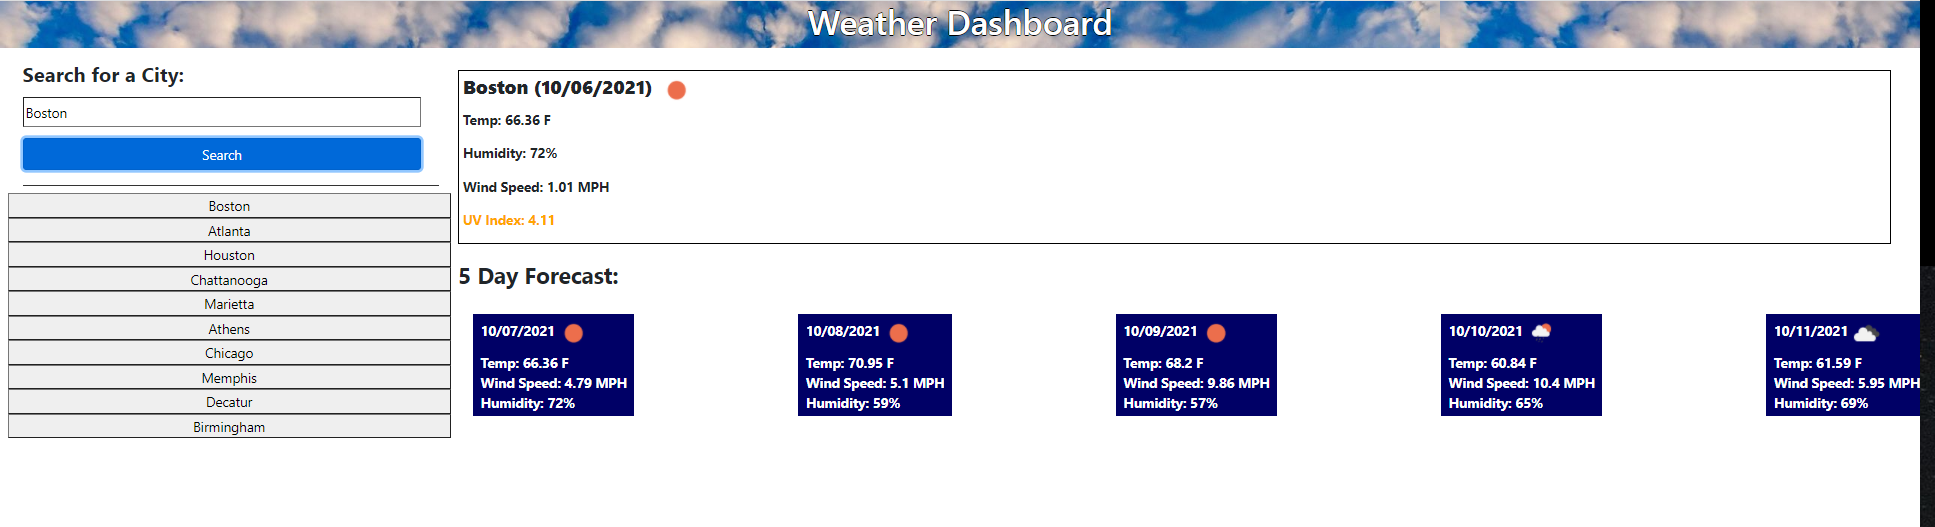 Weather Dashboard
Search for a City:
Boston
Search
Boston
Atlanta
Houston
Chattanooga
Marietta
Athens
Chicago
Memphis
Decatur
Birmingham
Boston (10/06/2021)
Temp: 66.36 F
Humidity: 72%
Wind Speed: 1.01 MPH
UV Index: 4.11
5 Day Forecast:
10/07/2021
Temp: 66.36 F
Wind Speed: 4.79 MPH
Humidity: 72%
10/08/2021
Temp: 70.95 F
Wind Speed: 5.1 MPH
Humidity: 59%
10/09/2021
Temp: 68.2 F
Wind Speed: 9.86 MPH
Humidity: 57%
10/10/2021
Temp: 60.84 F
Wind Speed: 10.4 MPH
Humidity: 65%
10/11/2021
Temp: 61.59 F
Wind Speed: 5.95 MPH
Humidity: 69%